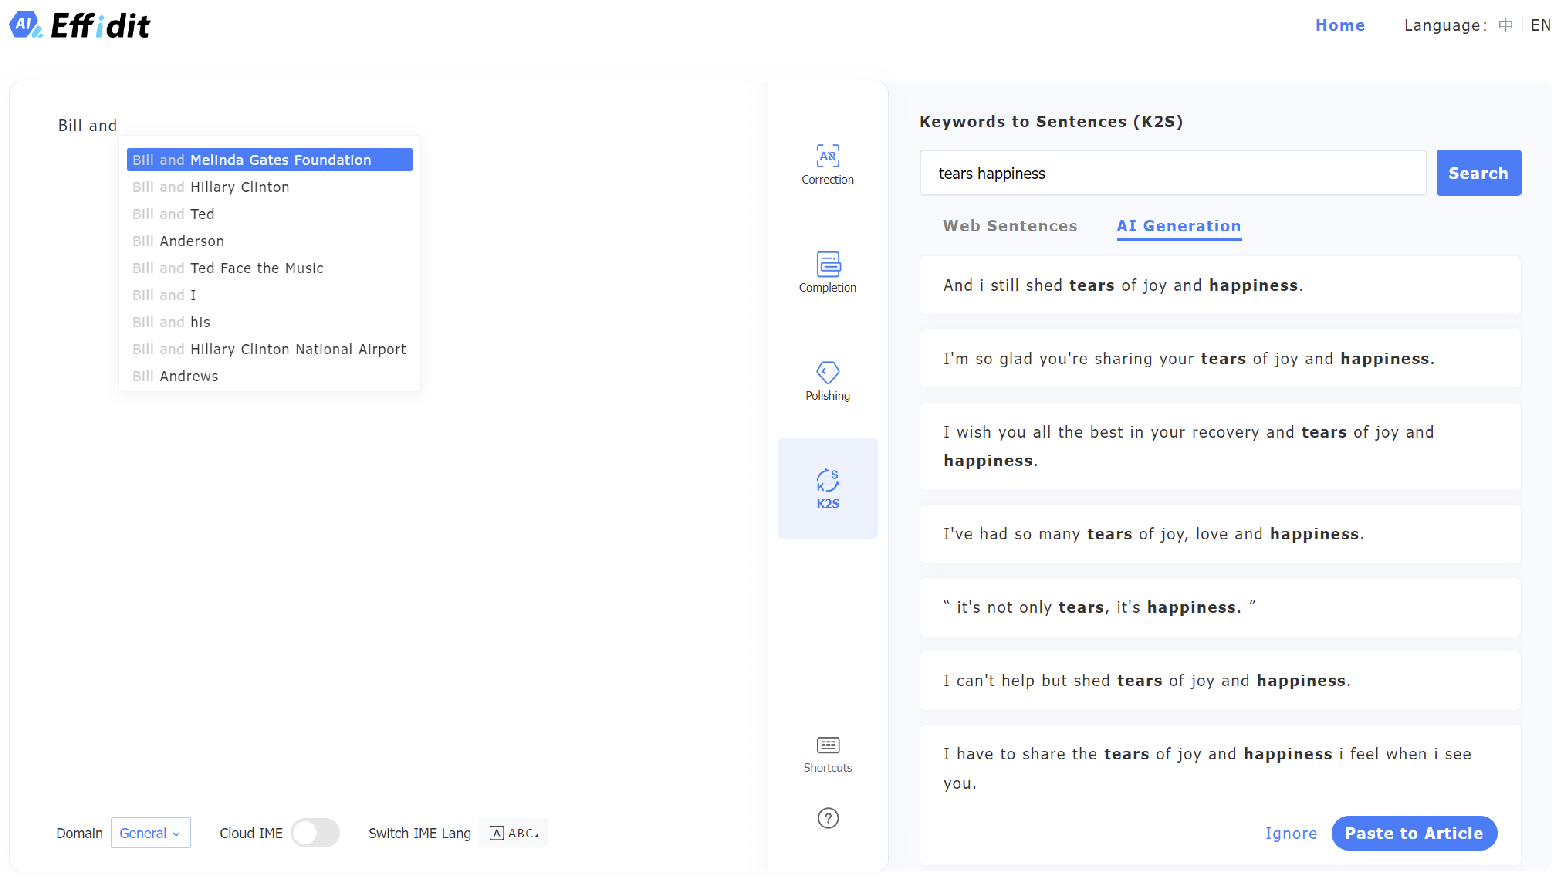 AI Effidit
Home Language: 中 EN
Bill and
Bill and Melinda Gates Foundation
Bill and Hillary Clinton
Bill and Ted
Bill Anderson
Bill and Ted Face the Music
Bill and I
Bill and his
Bill and Hillary Clinton National Airport
Bill Andrews
Domain General
Cloud IME
Switch IME Lang A ABC
Correction
Completion
Polishing
K S
K2S
Shortcuts
?
Keywords to Sentences (K2S)
tears happiness
Search
Web Sentences AI Generation
And i still shed tears of joy and happiness.
I'm so glad you're sharing your tears of joy and happiness.
I wish you all the best in your recovery and tears of joy and
happiness.
I've had so many tears of joy, love and happiness.
“ it's not only tears, it's happiness. ”
I can't help but shed tears of joy and happiness.
I have to share the tears of joy and happiness i feel when i see
you.
Ignore Paste to Article